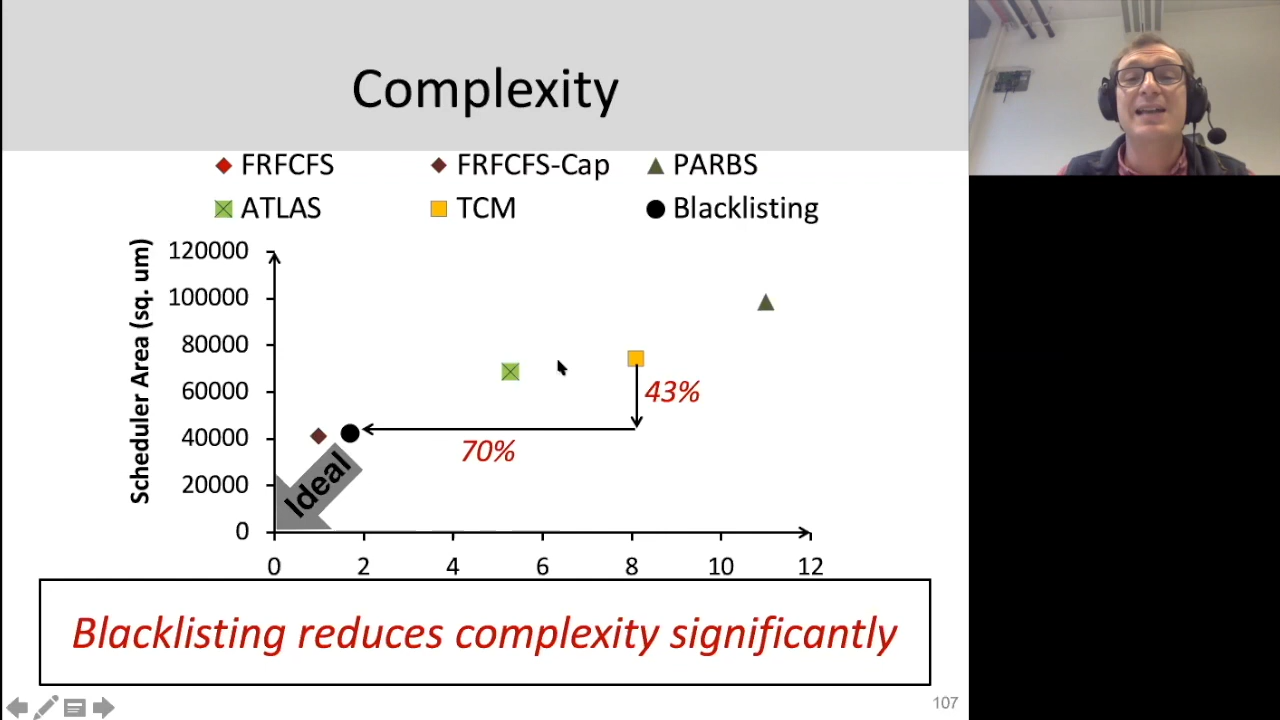 Complexity
FRFCFS FRFCFS-Cap PARBS
ATLAS TCM Blacklisting
Scheduler Area (sq. um)
120000
100000
80000
60000
40000
20000
0
43%
70%
Ideal
0 2 4 6 8 10 12
Blacklisting reduces complexity significantly
107